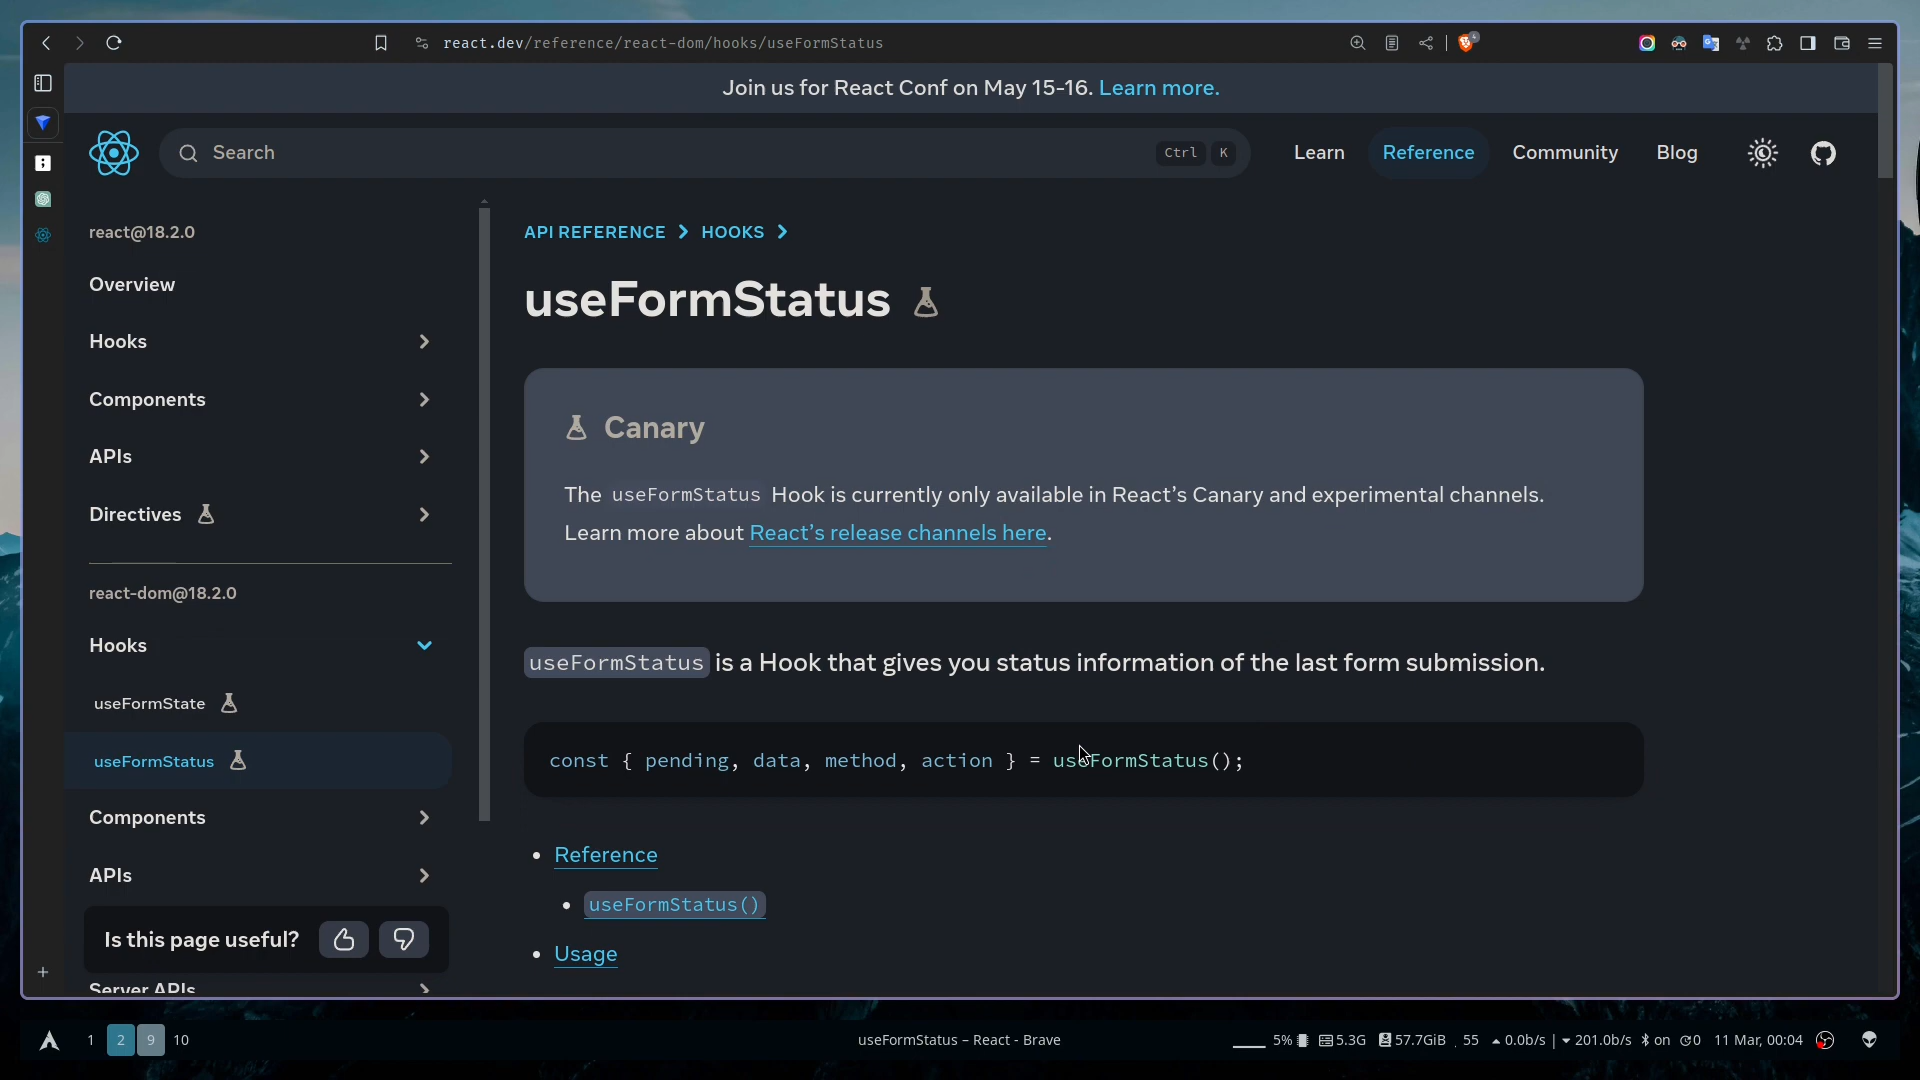 react.dev/reference/react-dom/hooks/useFormStatus
4
Join us for React Conf on May 15-16. Learn more.
Search
Ctrl K
Learn
Reference
Community
Blog
react@18.2.0
Overview
Hooks
Components
APIs
Directives
react-dom@18.2.0
Hooks
useFormState
useFormStatus
Components
APIs
Is this page useful?
Server APIs
API REFERENCE
HOOKS
useFormStatus
Canary
The useFormStatus Hook is currently only available in React’s Canary and experimental channels.
Learn more about React’s release channels here.
useFormStatus is a Hook that gives you status information of the last form submission.
const { pending, data, method, action } = useFormStatus();
• Reference
• useFormStatus()
• Usage
1 2 9 10
useFormStatus – React - Brave
5% 5.3G 57.7GiB 55 0.0b/s | 201.0b/s on 0 11 Mar, 00:04